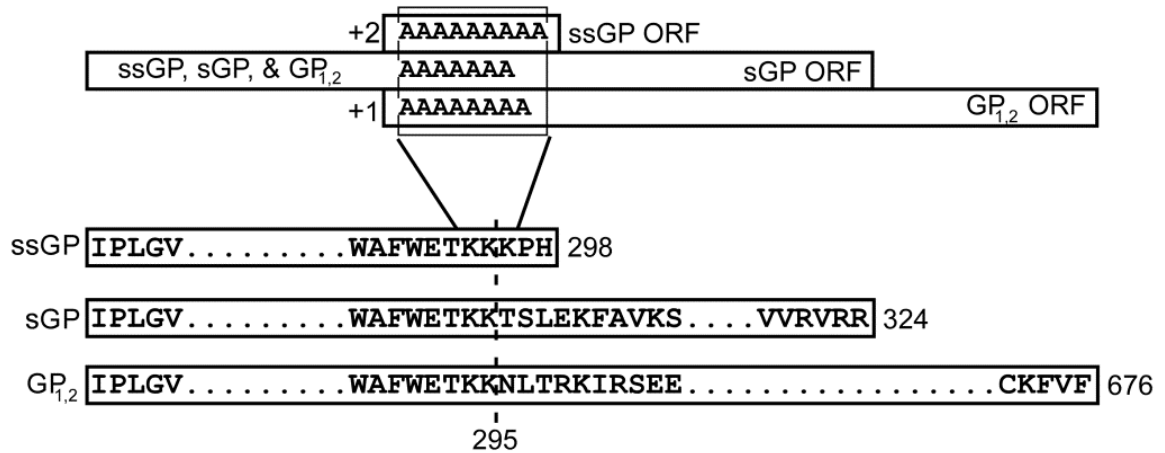 +2 AAAAAAAAA ssGP ORF
ssGP, sGP, & GP1,2 AAAAAAA sGP ORF
+1 AAAAAAAA GP1,2 ORF
ssGP IPLGV.........WAFWETKKKPH 298
sGP IPLGV.........WAFWETKKTSLEKFAVKS....VVRVRR 324
GP1,2 IPLGV.........WAFWETKKNLTRKIRSEE.................CKFVF 676
295